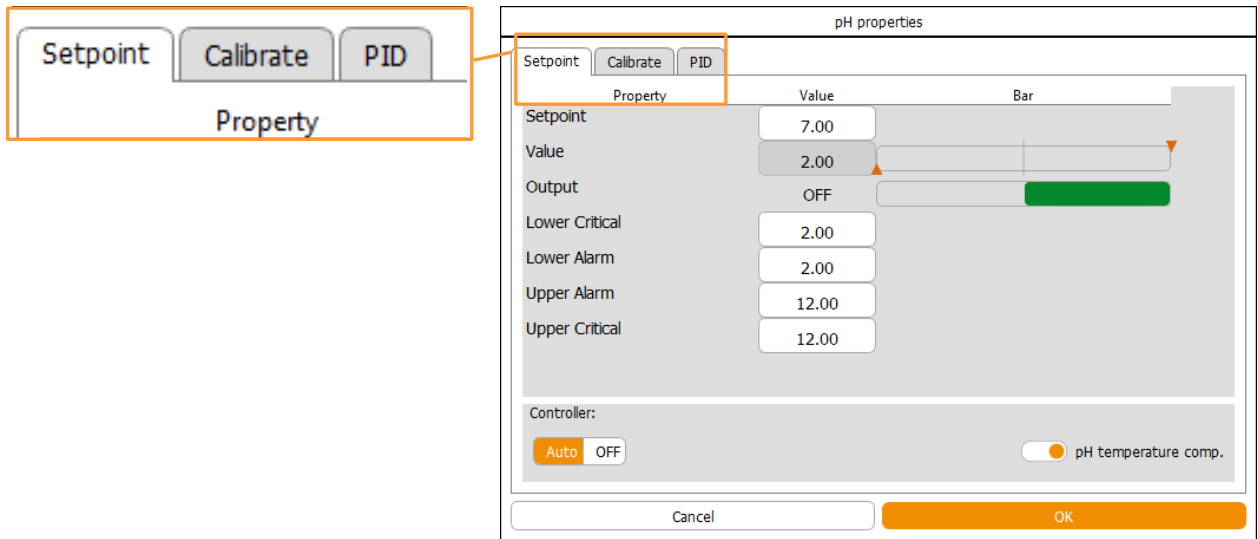 Setpoint Calibrate PID
Property
pH properties
Setpoint Calibrate PID
Property Value Bar
Setpoint 7.00
Value 2.00
Output OFF
Lower Critical 2.00
Lower Alarm 2.00
Upper Alarm 12.00
Upper Critical 12.00
Controller:
Auto OFF pH temperature comp.
Cancel OK